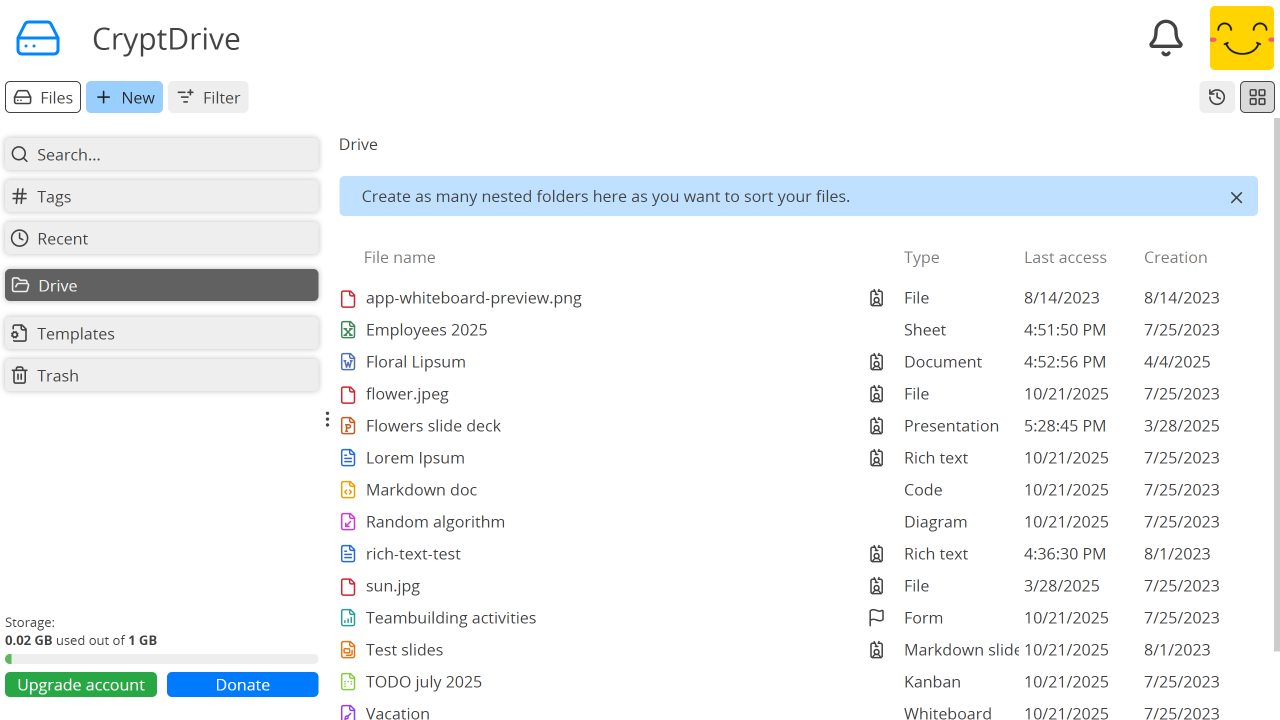 CryptDrive
Files
New
Filter
Search...
Tags
Recent
Drive
Templates
Trash
Storage:
0.02 GB used out of 1 GB
Upgrade account
Donate
Drive
Create as many nested folders here as you want to sort your files.
File name Type Last access Creation
app-whiteboard-preview.png File 8/14/2023 8/14/2023
Employees 2025 Sheet 4:51:50 PM 7/25/2023
Floral Lipsum Document 4:52:56 PM 4/4/2025
flower.jpeg File 10/21/2025 7/25/2023
Flowers slide deck Presentation 5:28:45 PM 3/28/2025
Lorem Ipsum Rich text 10/21/2025 7/25/2023
Markdown doc Code 10/21/2025 7/25/2023
Random algorithm Diagram 10/21/2025 7/25/2023
rich-text-test Rich text 4:36:30 PM 8/1/2023
sun.jpg File 3/28/2025 7/25/2023
Teambuilding activities Form 10/21/2025 7/25/2023
Test slides Markdown slide 10/21/2025 8/1/2023
TODO july 2025 Kanban 10/21/2025 7/25/2023
Vacation Whiteboard 10/21/2025 7/25/2023